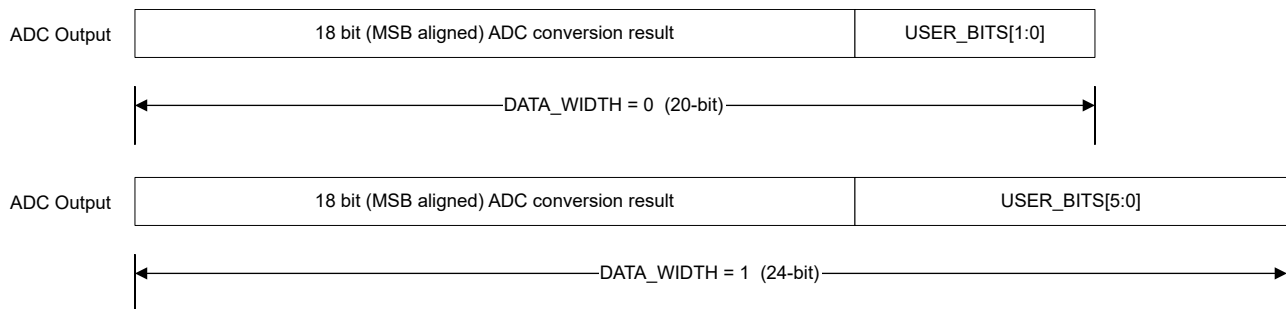 ADC Output 18 bit (MSB aligned) ADC conversion result USER_BITS[1:0]
DATA_WIDTH = 0 (20-bit)
ADC Output 18 bit (MSB aligned) ADC conversion result USER_BITS[5:0]
DATA_WIDTH = 1 (24-bit)